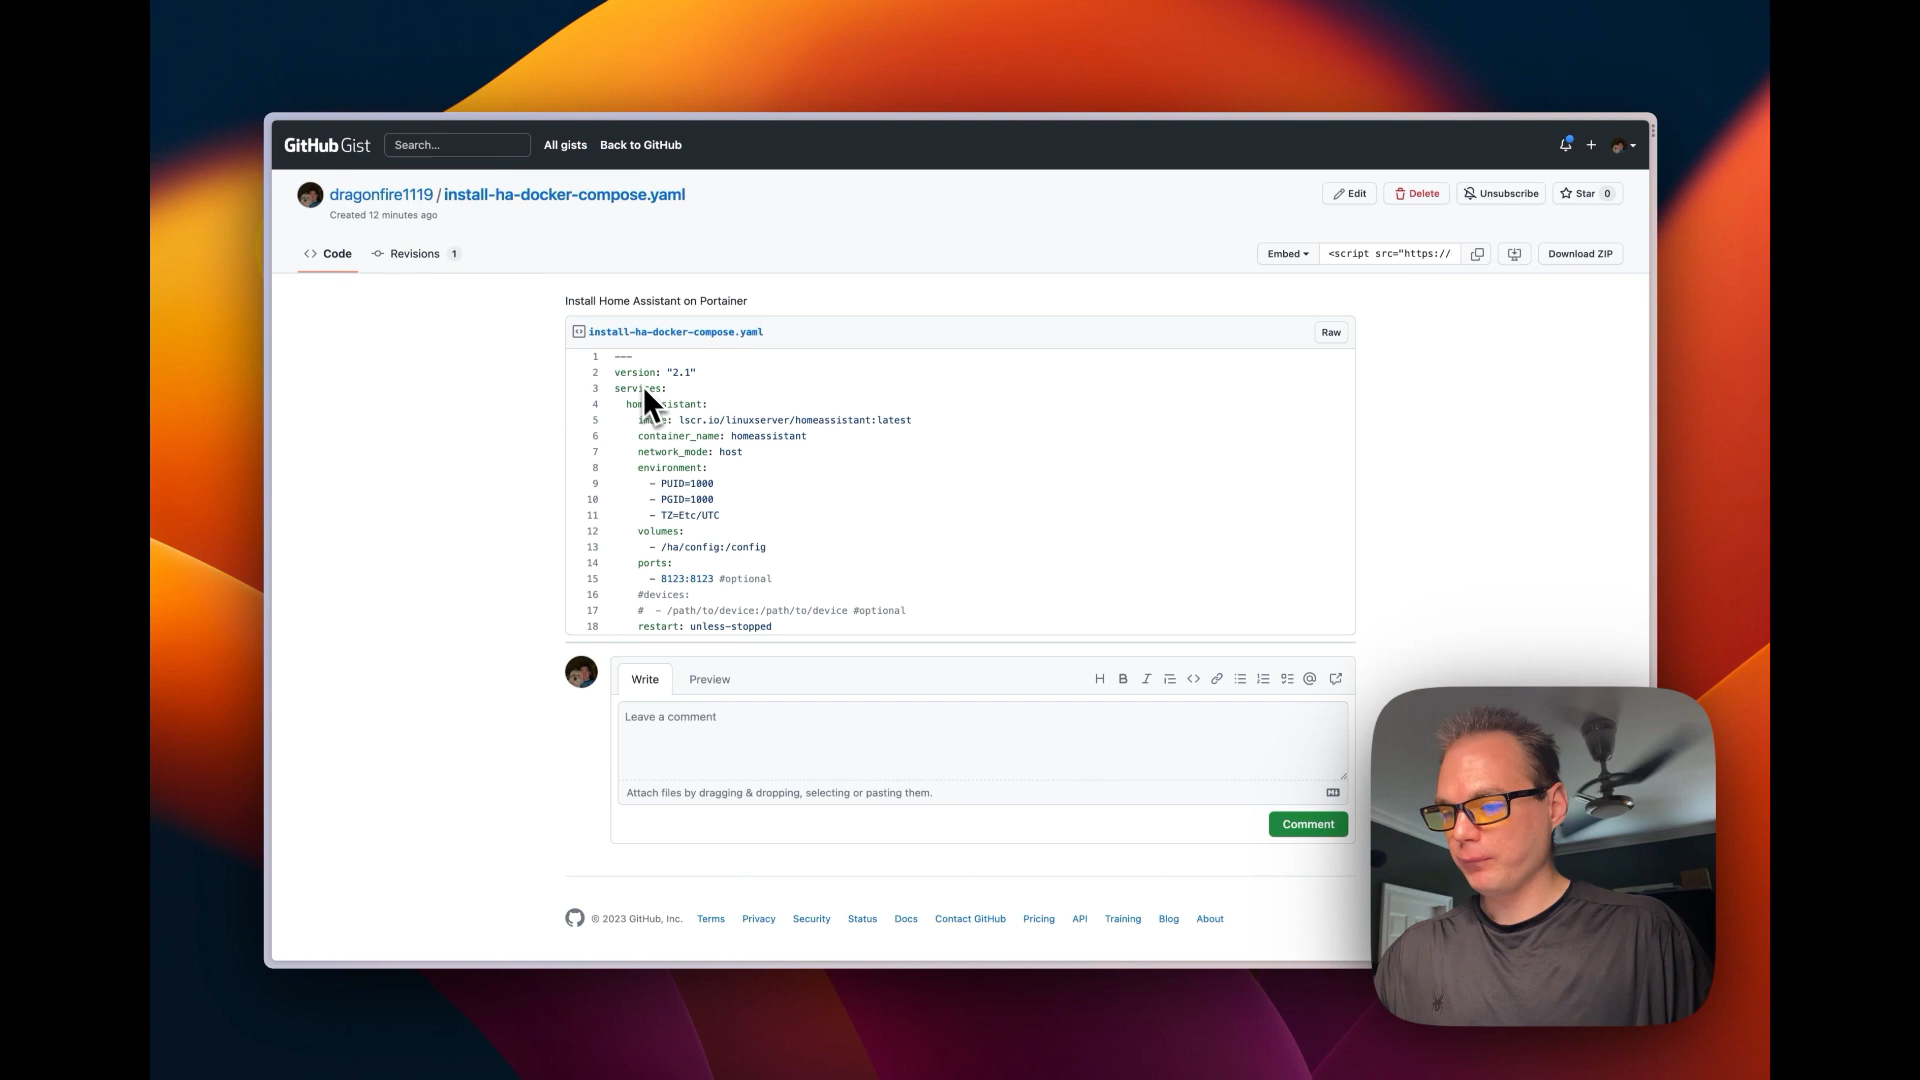 GitHub Gist Search... All gists Back to GitHub
dragonfire1119 / install-ha-docker-compose.yaml
Created 12 minutes ago
Edit Delete Unsubscribe Star 0
Code Revisions 1
Embed <script src="https:// Download ZIP
Install Home Assistant on Portainer
install-ha-docker-compose.yaml Raw
1 ---
2 version: "2.1"
3 services:
4 homeassistant:
5 lscr.io/linuxserver/homeassistant:latest
6 container_name: homeassistant
7 network_mode: host
8 environment:
9 - PUID=1000
10 - PGID=1000
11 - TZ=Etc/UTC
12 volumes:
13 - /ha/config:/config
14 ports:
15 - 8123:8123 #optional
16 #devices:
17 # - /path/to/device:/path/to/device #optional
18 restart: unless-stopped
Write Preview
Leave a comment
Attach files by dragging & dropping, selecting or pasting them.
Comment
© 2023 GitHub, Inc. Terms Privacy Security Status Docs Contact GitHub Pricing API Training Blog About